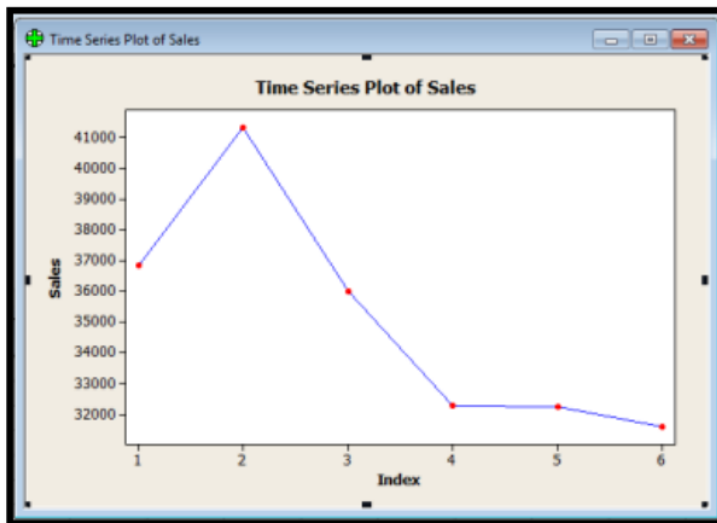 Time Series Plot of Sales
Time Series Plot of Sales
41000
40000
39000
38000
37000
36000
35000
34000
33000
32000
Sales
1 2 3 4 5 6
Index